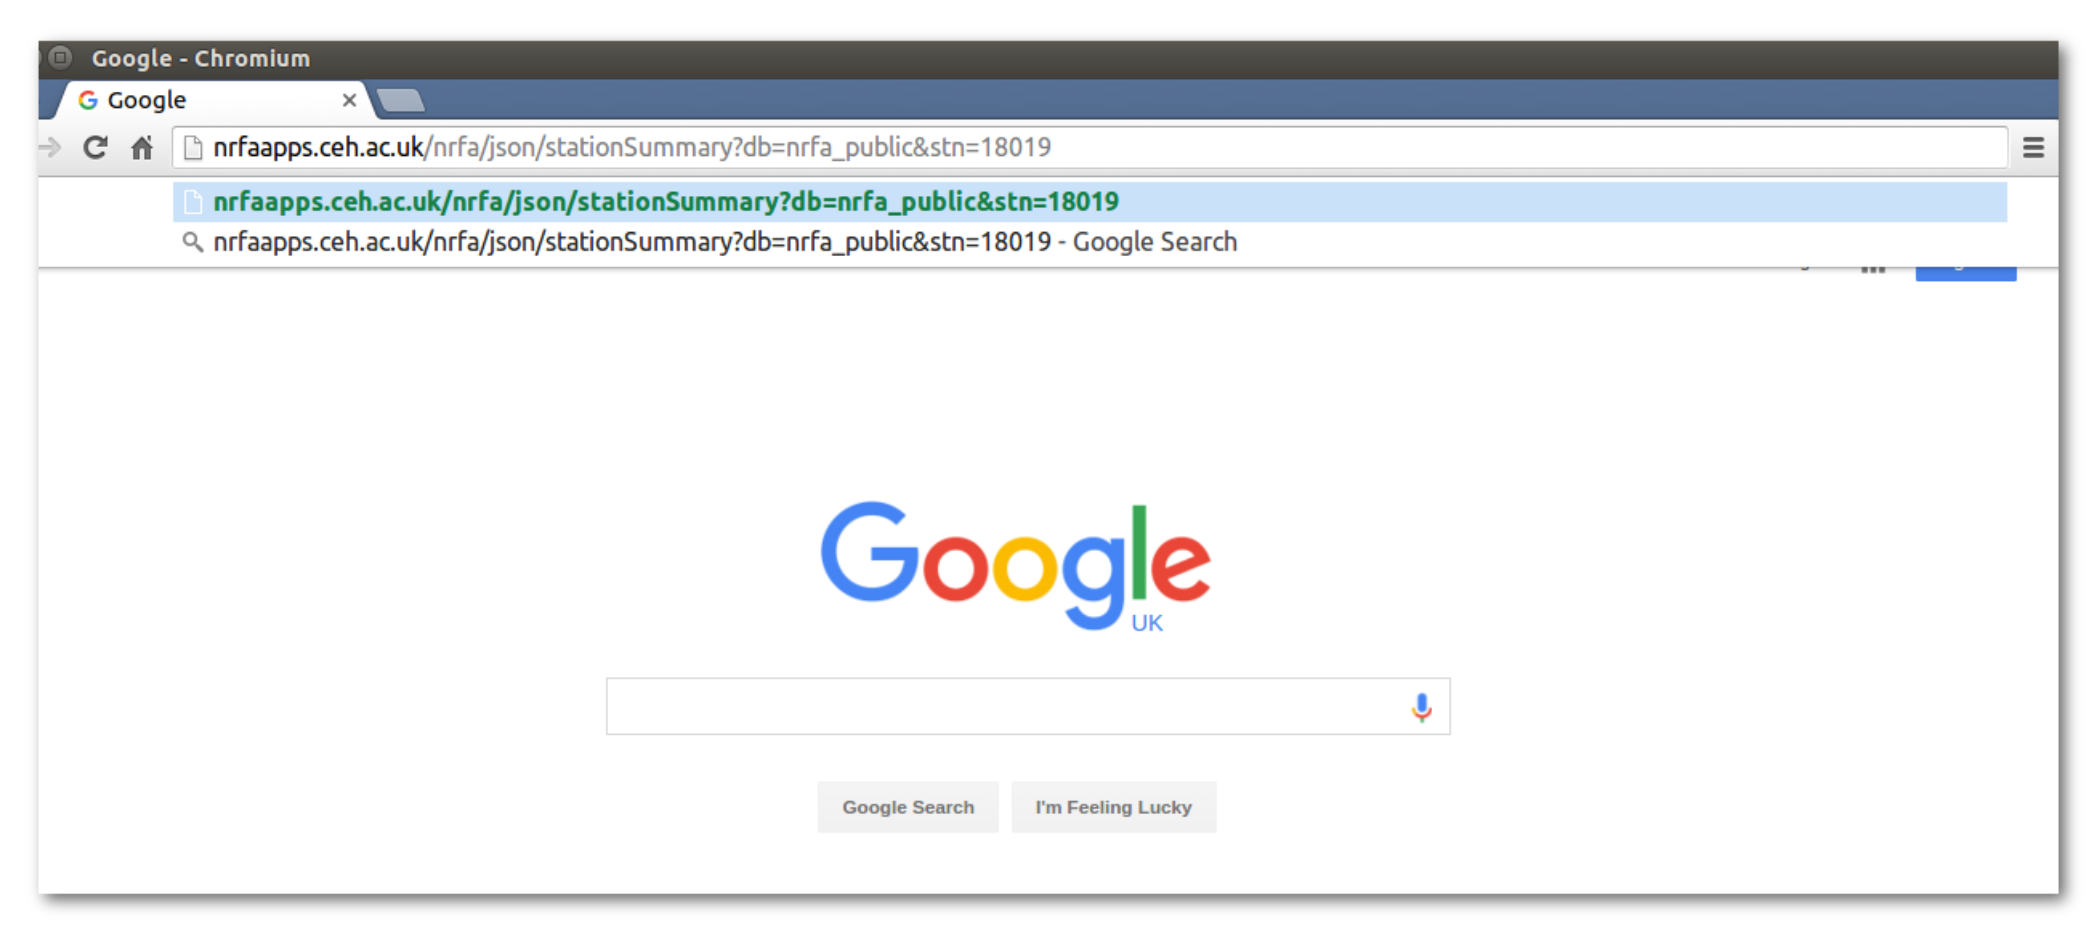 Google - Chromium
Google
nrfaapps.ceh.ac.uk/nrfa/json/stationSummary?db=nrfa_public&stn=18019
nrfaapps.ceh.ac.uk/nrfa/json/stationSummary?db=nrfa_public&stn=18019
nrfaapps.ceh.ac.uk/nrfa/json/stationSummary?db=nrfa_public&stn=18019 - Google Search
Google
UK
Google Search I'm Feeling Lucky